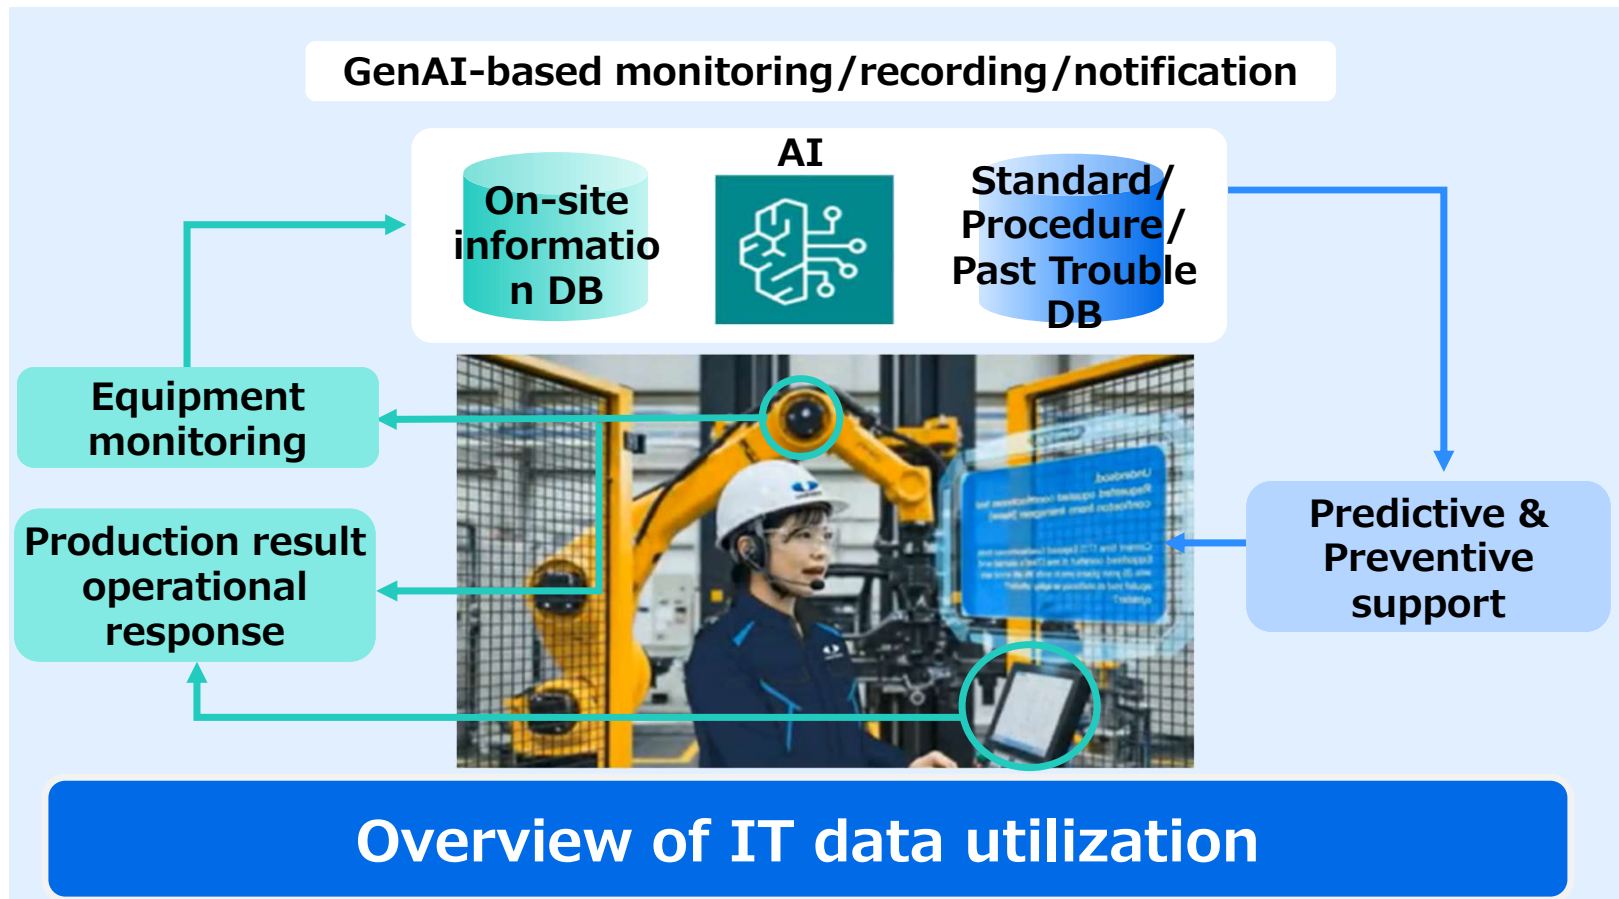 GenAI-based monitoring/recording/notification
AI
On-site
informatio
n DB
Standard/
Procedure/
Past Trouble
DB
Equipment
monitoring
Production result
operational
response
Predictive &
Preventive
support
Overview of IT data utilization